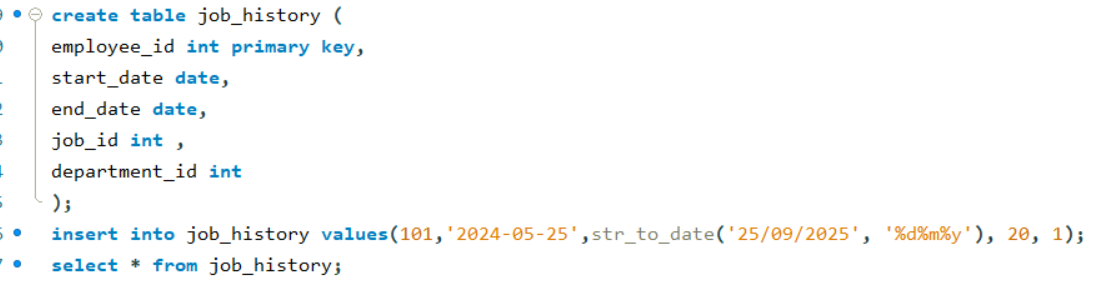 create table job_history (
employee_id int primary key,
start_date date,
end_date date,
job_id int ,
department_id int
);
insert into job_history values(101,'2024-05-25',str_to_date('25/09/2025', '%d%m%y'), 20, 1);
select * from job_history;